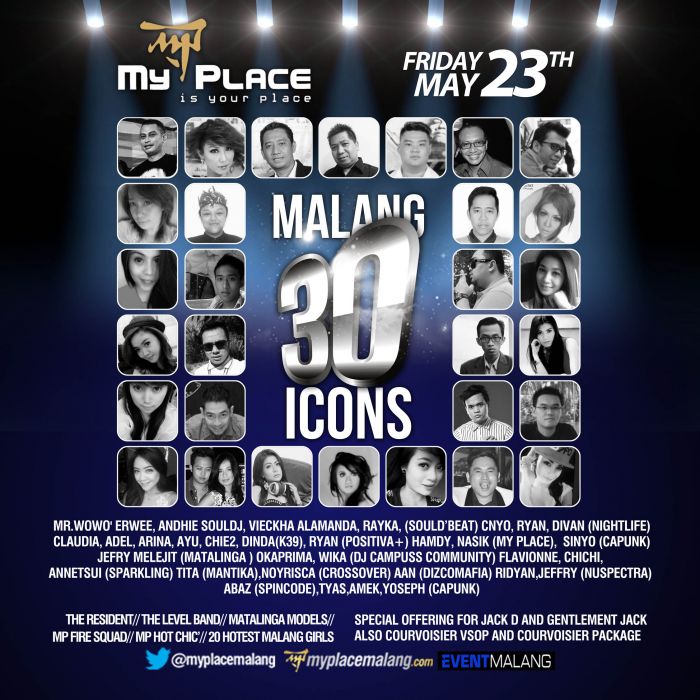 MP
MY PLACE
is your place
FRIDAY
MAY 23TH
MALANG
30
ICONS
MR.WOWO' ERWEE, ANDHIE SOULDJ, VIECKHA ALAMANDA, RAYKA, (SOULD'BEAT) CNYO, RYAN, DIVAN (NIGHTLIFE)
CLAUDIA, ADEL, ARINA, AYU, CHIE2, DINDA(K39), RYAN (POSITIVA+) HAMDY, NASIK (MY PLACE), SINYO (CAPUNK)
JEFRY MELEJIT (MATALINGA ) OKAPRIMA, WIKA (DJ CAMPUSS COMMUNITY) FLAVIONNE, CHICHI,
ANNETSUI (SPARKLING) TITA (MANTIKA),NOYRISCA (CROSSOVER) AAN (DIZCOMAFIA) RIDYAN,JEFFRY (NUSPECTRA)
ABAZ (SPINCODE),TYAS,AMEK,YOSEPH (CAPUNK)
THE RESIDENT// THE LEVEL BAND// MATALINGA MODELS//
MP FIRE SQUAD// MP HOT CHIC'// 20 HOTEST MALANG GIRLS
SPECIAL OFFERING FOR JACK D AND GENTLEMENT JACK
ALSO COURVOISIER VSOP AND COURVOISIER PACKAGE
@myplacemalang MP myplacemalang.com EVENTMALANG